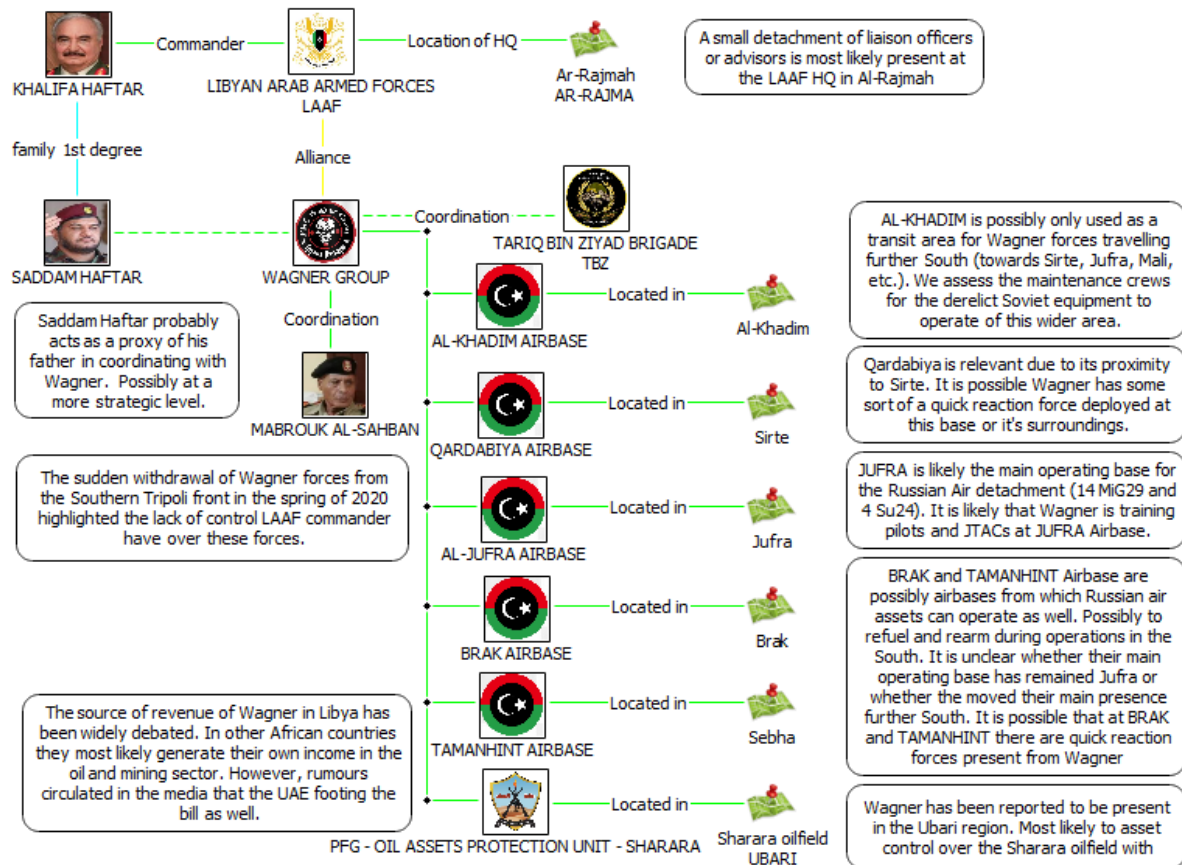 Commander
Location of HQ
KHALIFA HAFTAR
LIBYAN ARAB ARMED FORCES
LAAF
Ar-Rajmah
AR-RAJMA
A small detachment of liaison officers
or advisors is most likely present at
the LAAF HQ in Al-Rajmah
family 1st degree
Alliance
Coordination
SADDAM HAFTAR
WAGNER GROUP
TARIQ BIN ZIYAD BRIGADE
TBZ
AL-KHADIM is possibly only used as a
transit area for Wagner forces travelling
further South (towards Sirte, Jufra, Mali,
etc.). We assess the maintenance crews
for the derelict Soviet equipment to
operate of this wider area.
Saddam Haftar probably
acts as a proxy of his
father in coordinating with
Wagner.  Possibly at a
more strategic level.
Coordination
MABROUK AL-SAHBAN
Located in
AL-KHADIM AIRBASE
Al-Khadim
Qardabiya is relevant due to its proximity
to Sirte. It is possible Wagner has some
sort of a quick reaction force deployed at
this base or it's surroundings.
Located in
QARDABIYA AIRBASE
Sirte
The sudden withdrawal of Wagner forces from
the Southern Tripoli front in the spring of 2020
highlighted the lack of control LAAF commander
have over these forces.
JUFRA is likely the main operating base for
the Russian Air detachment (14 MiG29 and
4 Su24). It is likely that Wagner is training
pilots and JTACs at JUFRA Airbase.
Located in
AL-JUFRA AIRBASE
Jufra
BRAK and TAMANHINT Airbase are
possibly airbases from which Russian air
assets can operate as well. Possibly to
refuel and rearm during operations in the
South. It is unclear whether their main
operating base has remained Jufra or
whether the moved their main presence
further South. It is possible that at BRAK
and TAMANHINT there are quick reaction
forces present from Wagner
Located in
BRAK AIRBASE
Brak
The source of revenue of Wagner in Libya has
been widely debated. In other African countries
they most likely generate their own income in the
oil and mining sector. However, rumours
circulated in the media that the UAE footing the
bill as well.
Located in
TAMANHINT AIRBASE
Sebha
Located in
PFG - OIL ASSETS PROTECTION UNIT - SHARARA
Sharara oilfield
UBARI
Wagner has been reported to be present
in the Ubari region. Most likely to asset
control over the Sharara oilfield with